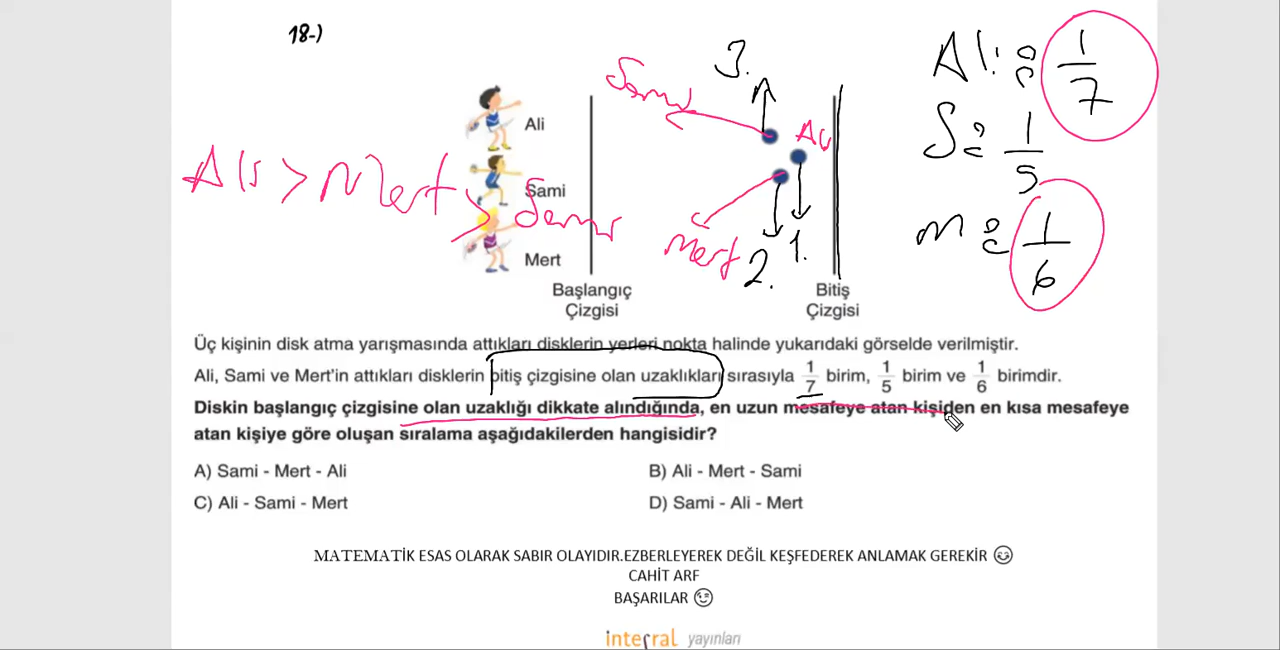 18-)
3.
Ali: 1/7
Sami
Ali
Ali
S: 1/5
Ali > Mert > Sami
Sami
Mert
2.
1.
M: 1/6
Mert
Başlangıç
Çizgisi
Bitiş
Çizgisi
Üç kişinin disk atma yarışmasında attıkları disklerin yerleri nokta halinde yukarıdaki görselde verilmiştir.
Ali, Sami ve Mert'in attıkları disklerin bitiş çizgisine olan uzaklıkları sırasıyla 1/7 birim, 1/5 birim ve 1/6 birimdir.
Diskin başlangıç çizgisine olan uzaklığı dikkate alındığında, en uzun mesafeye atan kişiden en kısa mesafeye
atan kişiye göre oluşan sıralama aşağıdakilerden hangisidir?
A) Sami - Mert - Ali
B) Ali - Mert - Sami
C) Ali - Sami - Mert
D) Sami - Ali - Mert
MATEMATİK ESAS OLARAK SABIR OLAYIDIR.EZBERLEYEREK DEĞİL KEŞFEDEREK ANLAMAK GEREKİR 😊
CAHİT ARF
BAŞARILAR 😉
integral yayınları